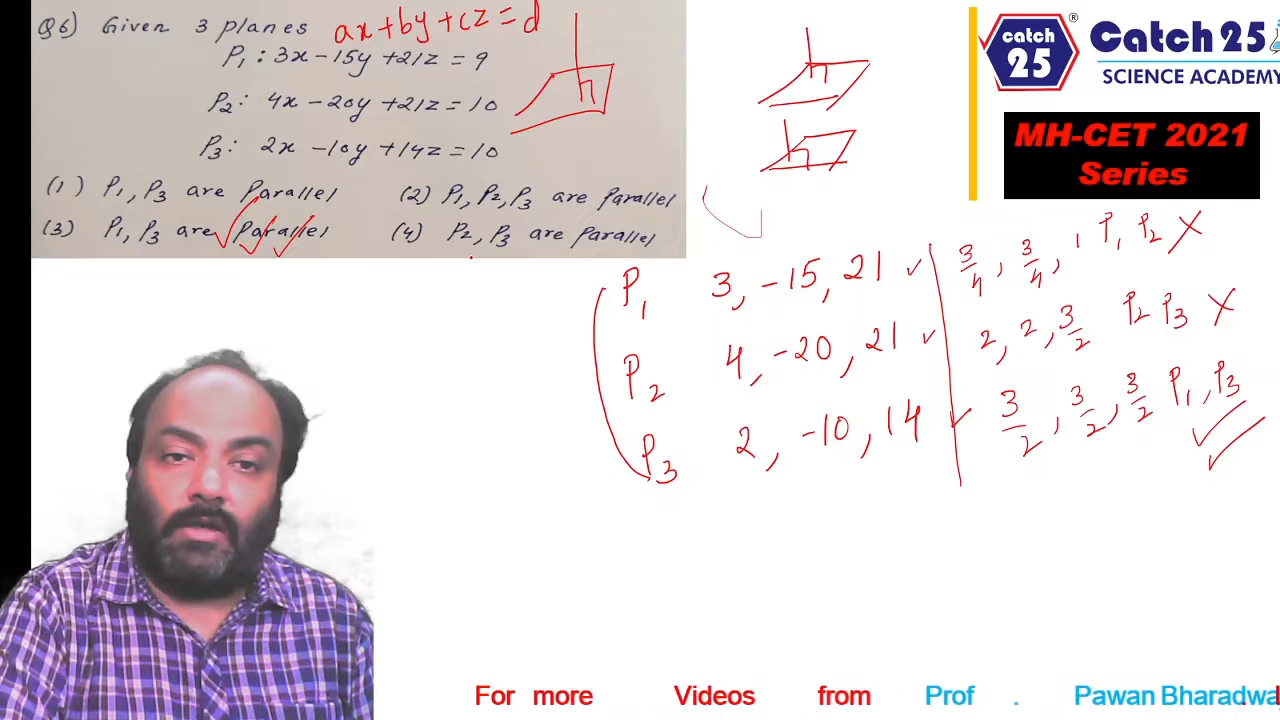 Q6) Given 3 planes
ax+by+cz=d
P1 : 3x-15y+21z=9
P2: 4x-20y+21z=10
P3: 2x-10y+14z=10
(1) P1, P3 are parallel
(2) P1, P2, P3 are parallel
(3) P1, P3 are parallel
(4) P2, P3 are parallel
catch
25
®
Catch 25
SCIENCE ACADEMY
MH-CET 2021
Series
P1 3, -15, 21 ✓ 3/4, 3/4, 1 P1 P2 X
P2 4, -20, 21 ✓ 2, 2, 3/2 P2 P3 X
P3 2, -10, 14 ✓ 3/2, 3/2, 3/2 P1, P3
For more Videos from Prof . Pawan Bharadwa